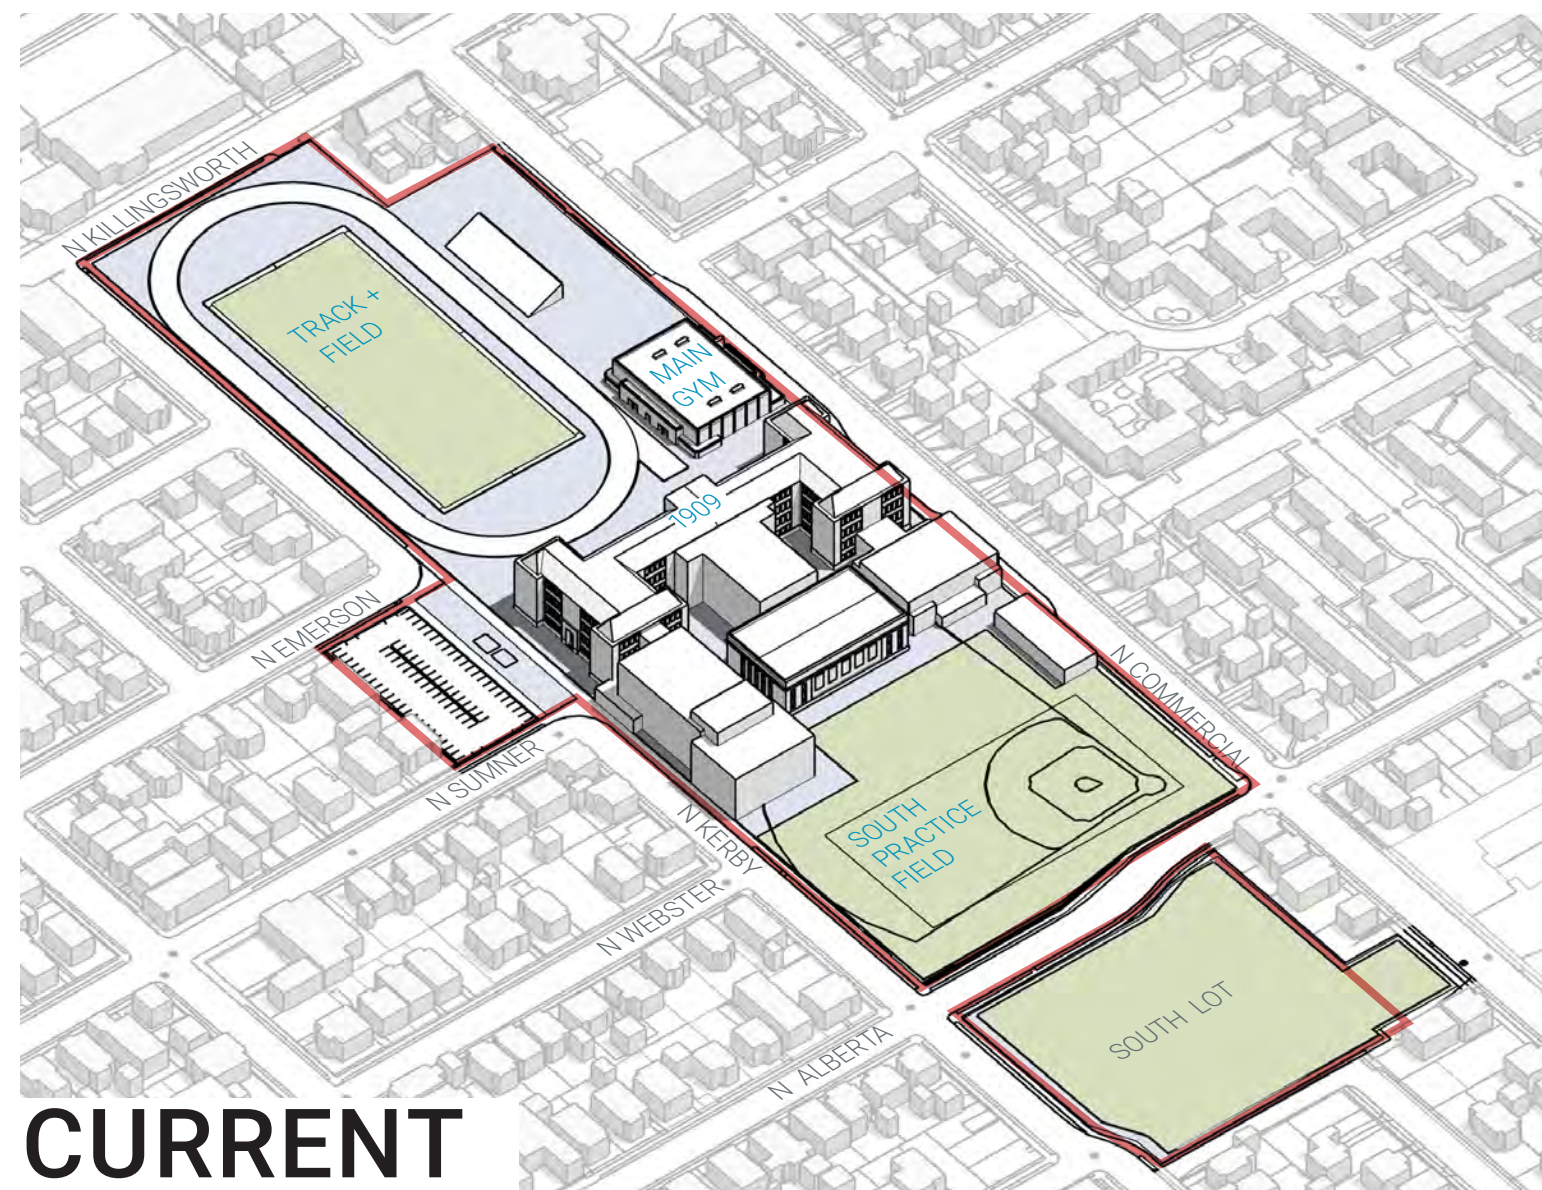 N KILLINGSWORTH
TRACK +
FIELD
MAIN
GYM
1909
N EMERSON
N COMMERCIAL
N SUMNER
N KERBY
SOUTH
PRACTICE
FIELD
N WEBSTER
SOUTH LOT
N ALBERTA
CURRENT